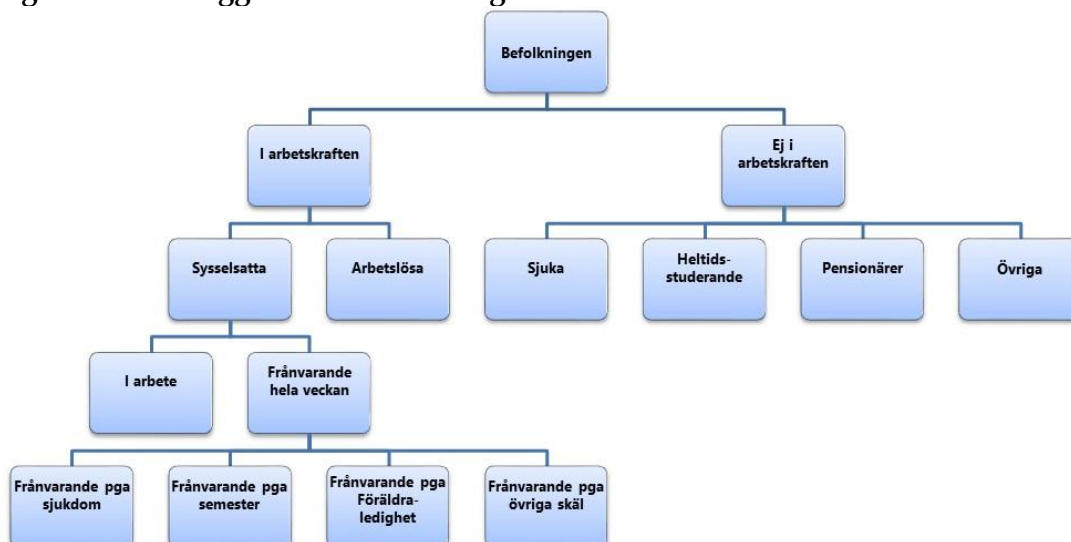 Befolkningen
I arbetskraften
Ej i
arbetskraften
Sysselsatta
Arbetslösa
Sjuka
Heltids-
studerande
Pensionärer
Övriga
I arbete
Frånvarande
hela veckan
Frånvarande pga
sjukdom
Frånvarande pga
semester
Frånvarande pga
Föräldra-
ledighet
Frånvarande pga
övriga skäl